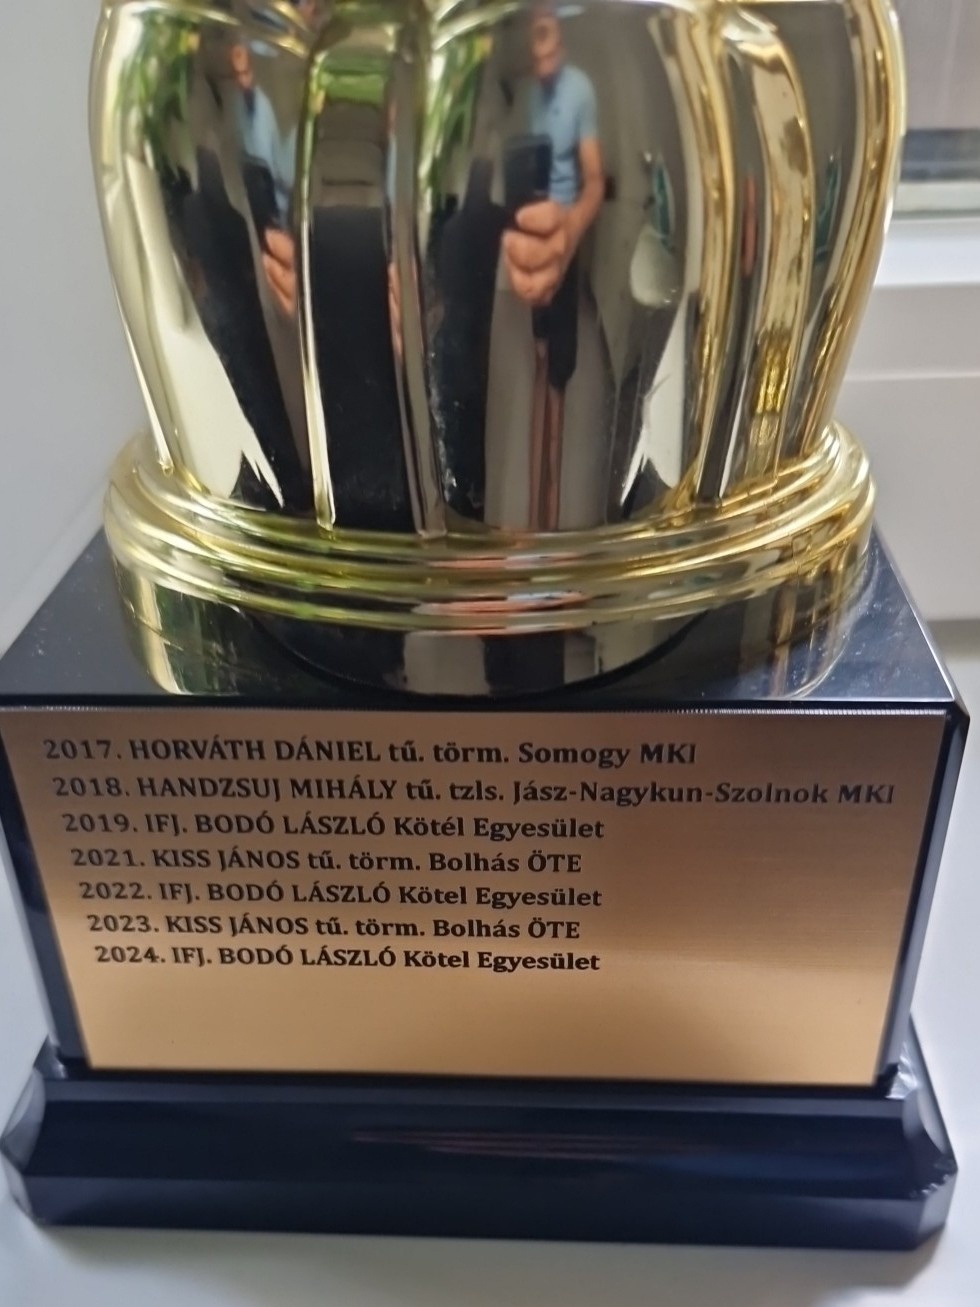 2017. HORVÁTH DÁNIEL tű. törm. Somogy MKI
2018. HANDZSUJ MIHÁLY tű. tzls. Jász-Nagykun-Szolnok MKI
2019. IFJ. BODÓ LÁSZLÓ Kötél Egyesület
2021. KISS JÁNOS tű. törm. Bolhás ÖTE
2022. IFJ. BODÓ LÁSZLÓ Kötel Egyesület
2023. KISS JÁNOS tű. törm. Bolhás ÖTE
2024. IFJ. BODÓ LÁSZLÓ Kötel Egyesület